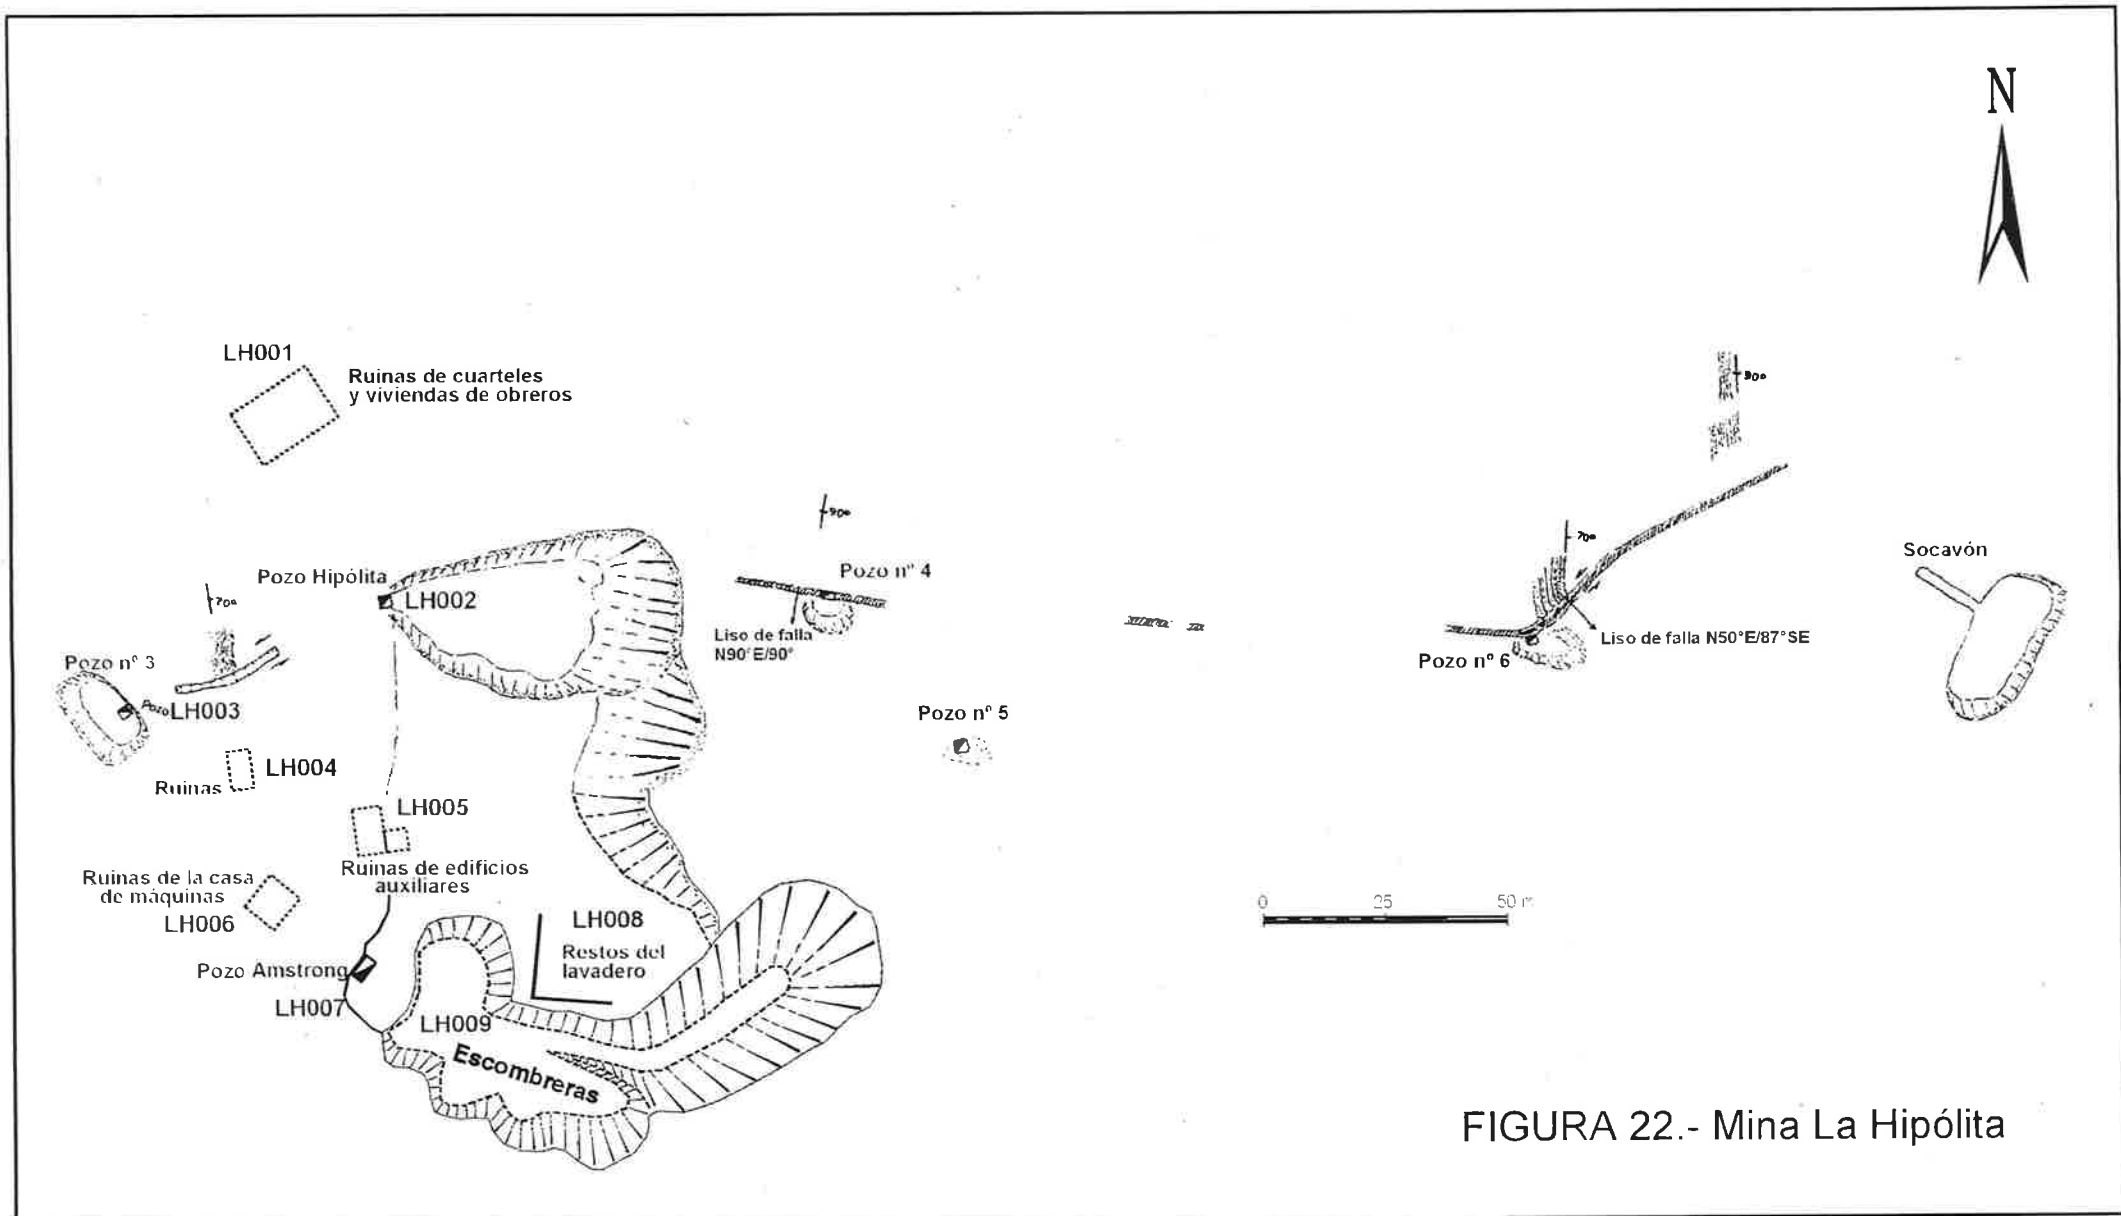 N
LH001
Ruinas de cuarteles
y viviendas de obreros
90°
90°
70°
Pozo Hipólita
LH002
Pozo nº 4
Socavón
70°
Liso de falla
N90°E/90°
Liso de falla N50°E/87°SE
Pozo nº 6
Pozo nº 3
Pozo
LH003
Pozo nº 5
LH004
Ruinas
LH005
Ruinas de edificios
auxiliares
Ruinas de la casa
de máquinas
LH006
0 25 50 m
LH008
Restos del
lavadero
Pozo Amstrong
LH007
LH009
Escombreras
FIGURA 22.- Mina La Hipólita